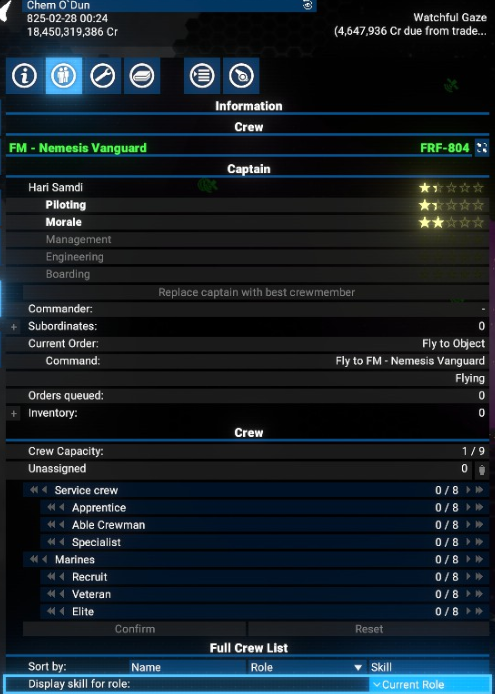 Chem O`Dun
825-02-28 00:24
Watchful Gaze
18,450,319,386 Cr
(4,647,936 Cr due from trade...
Information
Crew
FM - Nemesis Vanguard FRF-804
Captain
Hari Samdi
Piloting
Morale
Management
Engineering
Boarding
Replace captain with best crewmember
Commander: -
+ Subordinates: 0
Current Order: Fly to Object
Command: Fly to FM - Nemesis Vanguard
Flying
Orders queued: 0
+ Inventory: 0
Crew
Crew Capacity: 1 / 9
Unassigned 0
Service crew 0 / 8
Apprentice 0 / 8
Able Crewman 0 / 8
Specialist 0 / 8
Marines 0 / 8
Recruit 0 / 8
Veteran 0 / 8
Elite 0 / 8
Confirm Reset
Full Crew List
Sort by: Name Role Skill
Display skill for role: Current Role